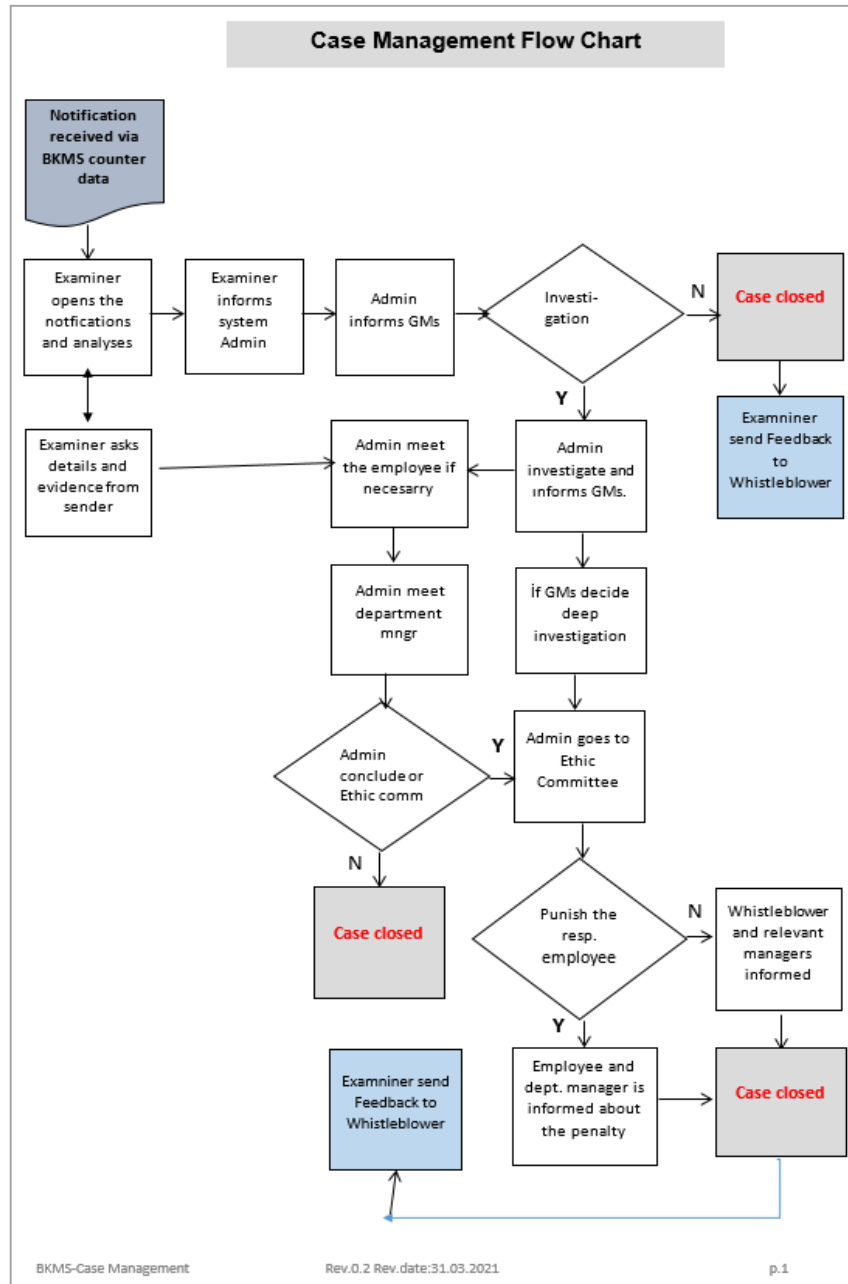 Case Management Flow Chart
Notification
received via
BKMS counter
data
Examiner
opens the
notfications
and analyses
Examiner
informs
system
Admin
Admin
informs GMs
Investi-
gation
N
Case closed
Y
Examiner asks
details and
evidence from
sender
Admin meet
the employee if
necesarry
Admin
investigate and
informs GMs.
Examniner
send Feedback
to
Whistleblower
Admin meet
department
mngr
İf GMs decide
deep
investigation
Admin
conclude or
Ethic comm
Y
Admin goes to
Ethic
Committee
N
Case closed
Punish the
resp.
employee
N
Whistleblower
and relevant
managers
informed
Y
Examniner send
Feedback to
Whistleblower
Employee and
dept. manager is
informed about
the penalty
Case closed
BKMS-Case Management Rev.0.2 Rev.date:31.03.2021 p.1